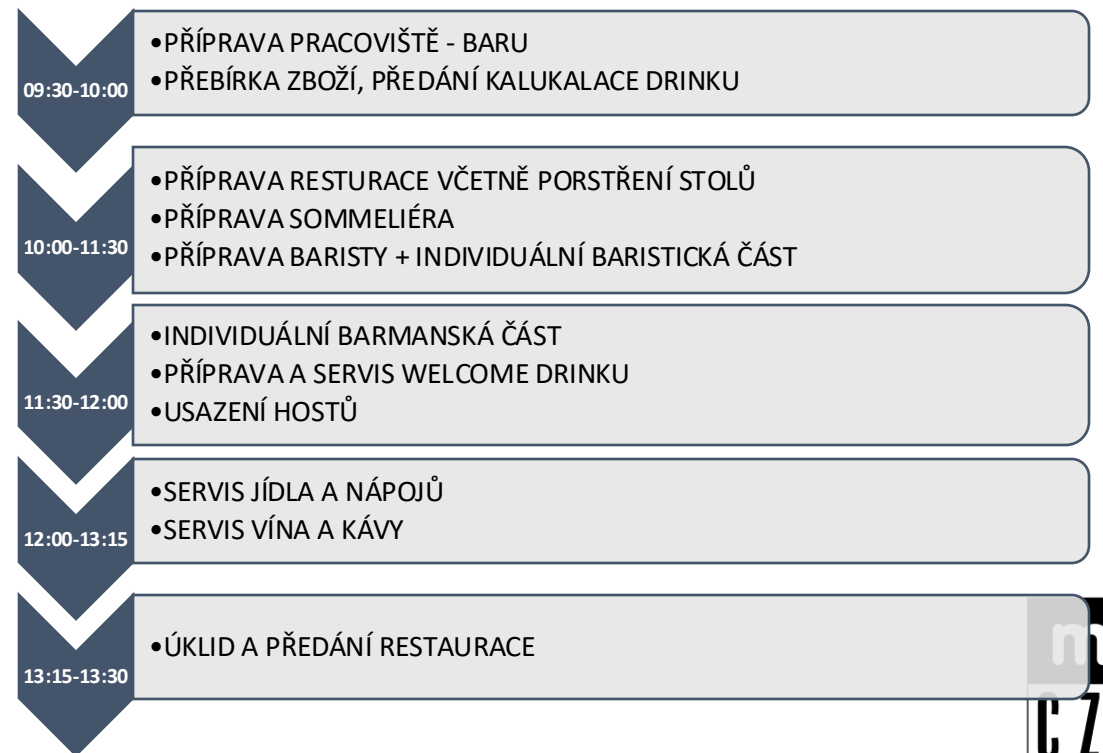 09:30-10:00
•PŘÍPRAVA PRACOVIŠTĚ - BARU
•PŘEBÍRKA ZBOŽÍ, PŘEDÁNÍ KALUKALACE DRINKU
10:00-11:30
•PŘÍPRAVA RESTURACE VČETNĚ PORSTŘENÍ STOLŮ
•PŘÍPRAVA SOMMELIÉRA
•PŘÍPRAVA BARISTY + INDIVIDUÁLNÍ BARISTICKÁ ČÁST
11:30-12:00
•INDIVIDUÁLNÍ BARMANSKÁ ČÁST
•PŘÍPRAVA A SERVIS WELCOME DRINKU
•USAZENÍ HOSTŮ
12:00-13:15
•SERVIS JÍDLA A NÁPOJŮ
•SERVIS VÍNA A KÁVY
13:15-13:30
•ÚKLID A PŘEDÁNÍ RESTAURACE